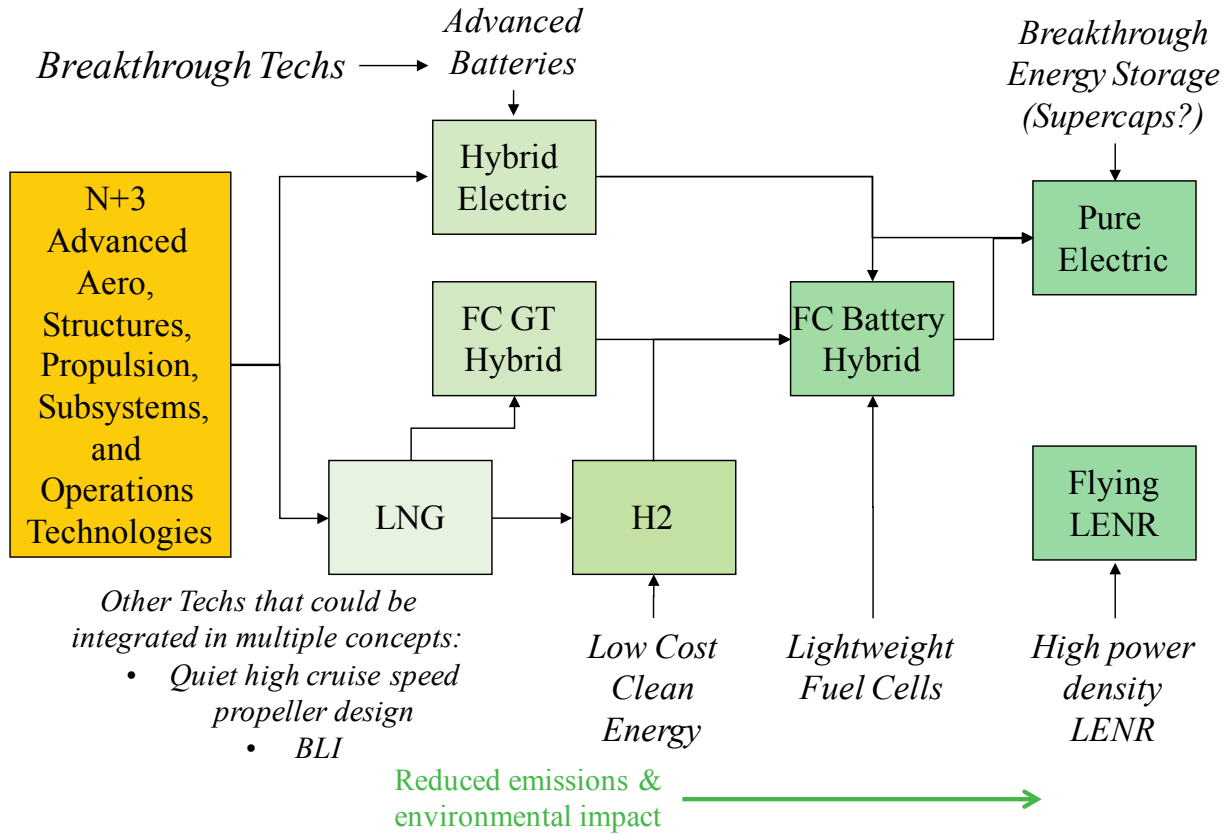 Breakthrough Techs
Advanced
Batteries
Breakthrough
Energy Storage
(Supercaps?)
N+3
Advanced
Aero,
Structures,
Propulsion,
Subsystems,
and
Operations
Technologies
Hybrid
Electric
Pure
Electric
FC GT
Hybrid
FC Battery
Hybrid
LNG
H2
Flying
LENR
Other Techs that could be
integrated in multiple concepts:
• Quiet high cruise speed
propeller design
• BLI
Low Cost
Clean
Energy
Lightweight
Fuel Cells
High power
density
LENR
Reduced emissions &
environmental impact